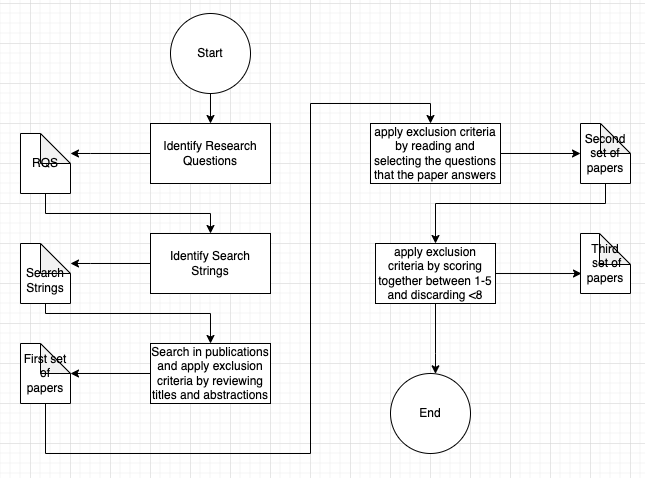 Start
Identify Research
Questions
RQS
Identify Search
Strings
Search
Strings
Search in publications
and apply exclusion
criteria by reviewing
titles and abstractions
First set
of
papers
apply exclusion criteria
by reading and
selecting the questions
that the paper answers
Second
set of
papers
apply exclusion
criteria by scoring
together between 1-5
and discarding <8
Third
set of
papers
End